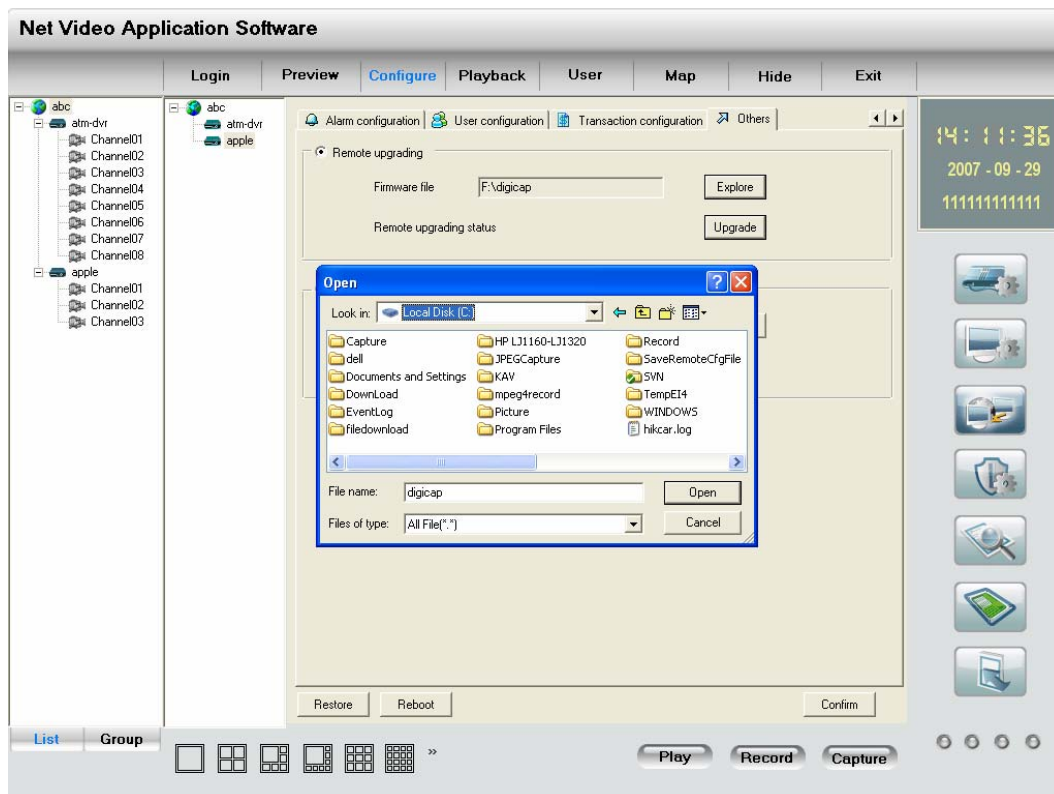 Net Video Application Software
Login Preview Configure Playback User Map Hide Exit
abc
atm-dvr
Channel01
Channel02
Channel03
Channel04
Channel05
Channel06
Channel07
Channel08
apple
Channel01
Channel02
Channel03
abc
atm-dvr
apple
Alarm configuration User configuration Transaction configuration Others
Remote upgrading
Firmware file F:\digicap Explore
Remote upgrading status Upgrade
Open
Look in: Local Disk (C:)
Capture HP LJ1160-LJ1320 Record
dell JPEGCapture SaveRemoteCfgFile
Documents and Settings KAV SVN
DownLoad mpeg4record TempEI4
EventLog Picture WINDOWS
filedownload Program Files hikcar.log
File name: digicap Open
Files of type: All File(*.*) Cancel
Restore Reboot Confirm
14:11:36
2007 - 09 - 29
111111111111
List Group
» Play Record Capture